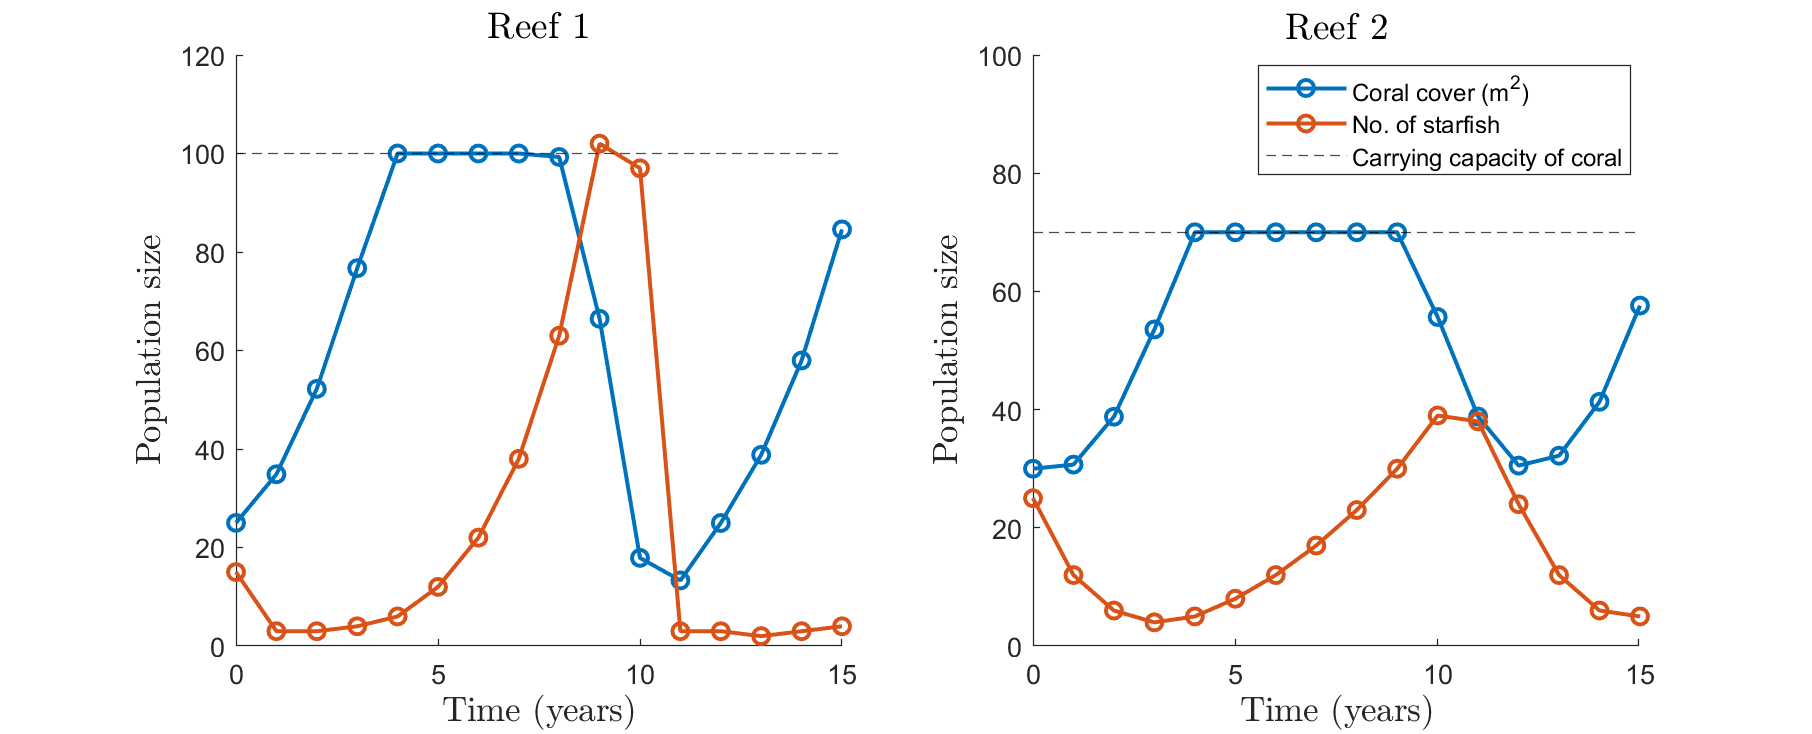 Reef 1
120
100
80
60
40
20
0
0 5 10 15
Population size
Time (years)
Reef 2
100
80
60
40
20
0
0 5 10 15
Population size
Time (years)
Coral cover (m²)
No. of starfish
Carrying capacity of coral